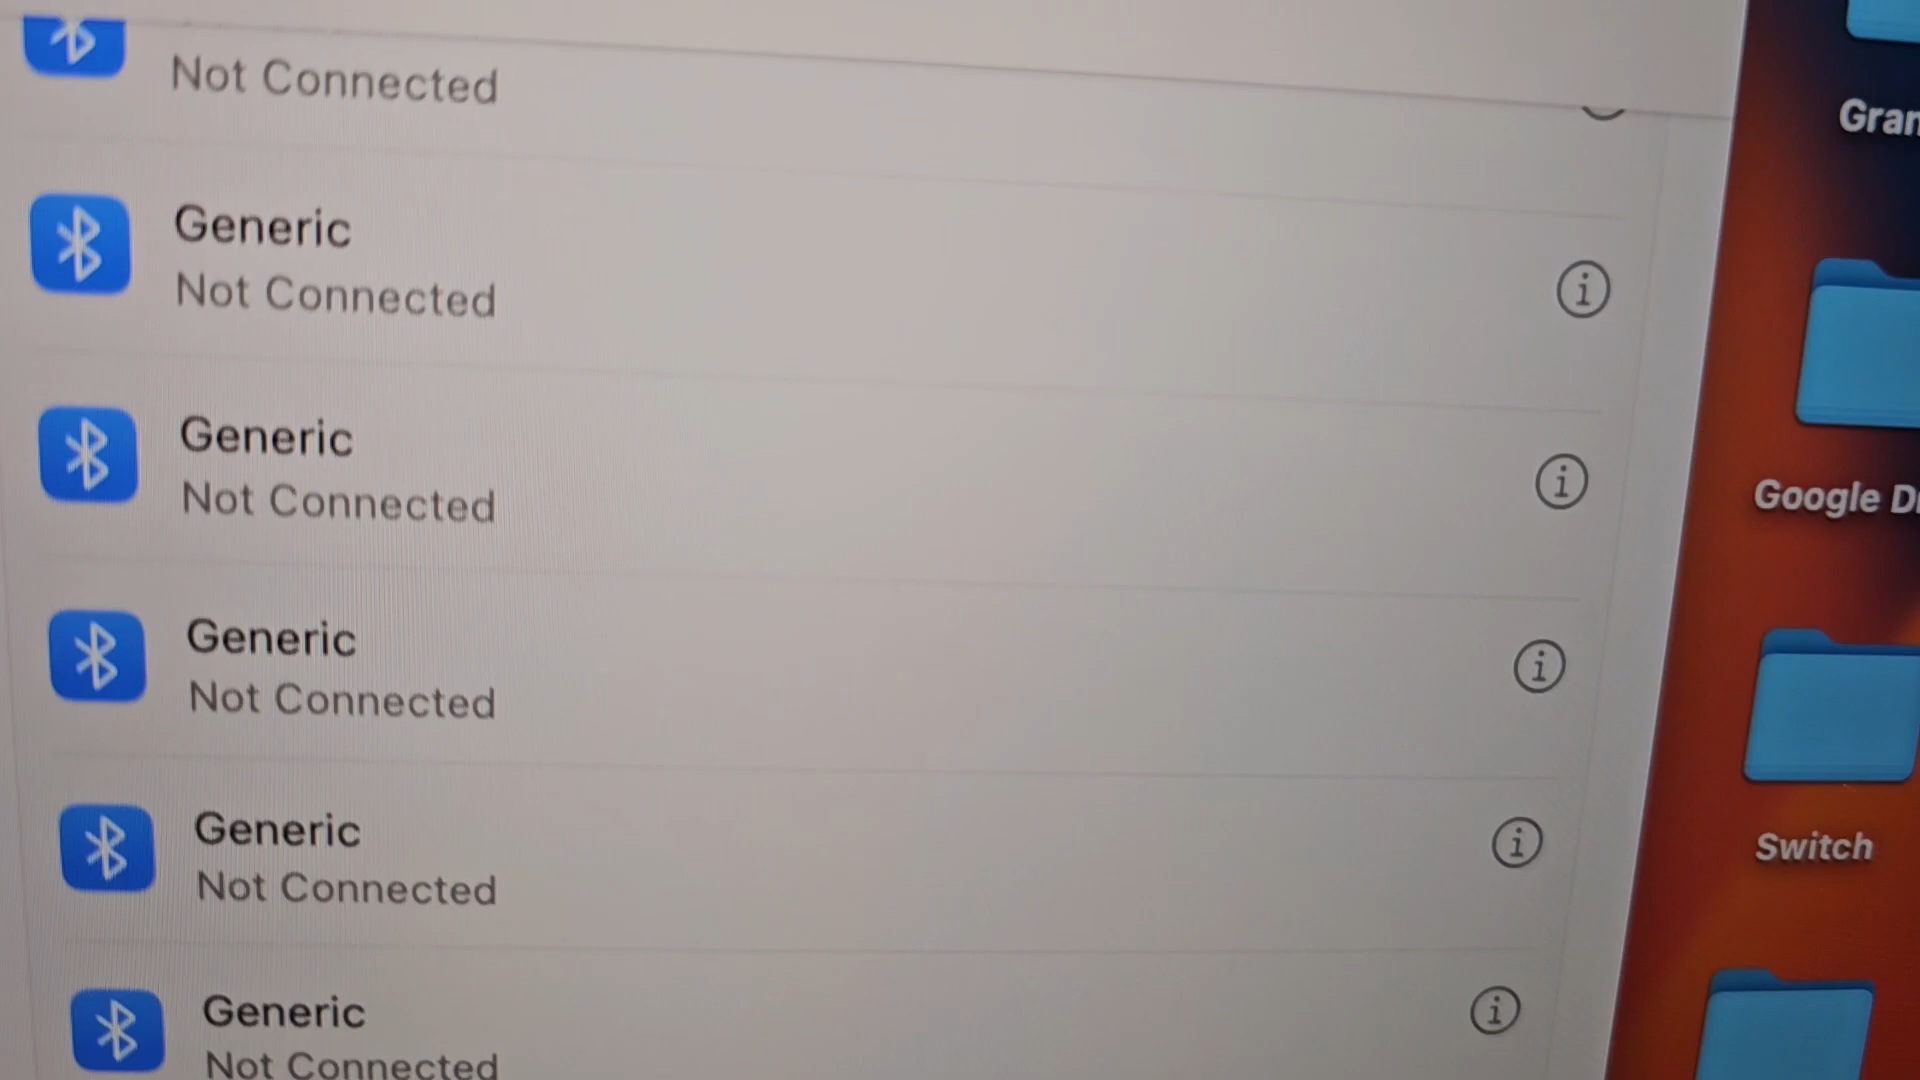 Not Connected
Generic
Not Connected
Generic
Not Connected
Generic
Not Connected
Generic
Not Connected
Generic
Not Connected
Gran
Google Dr
Switch